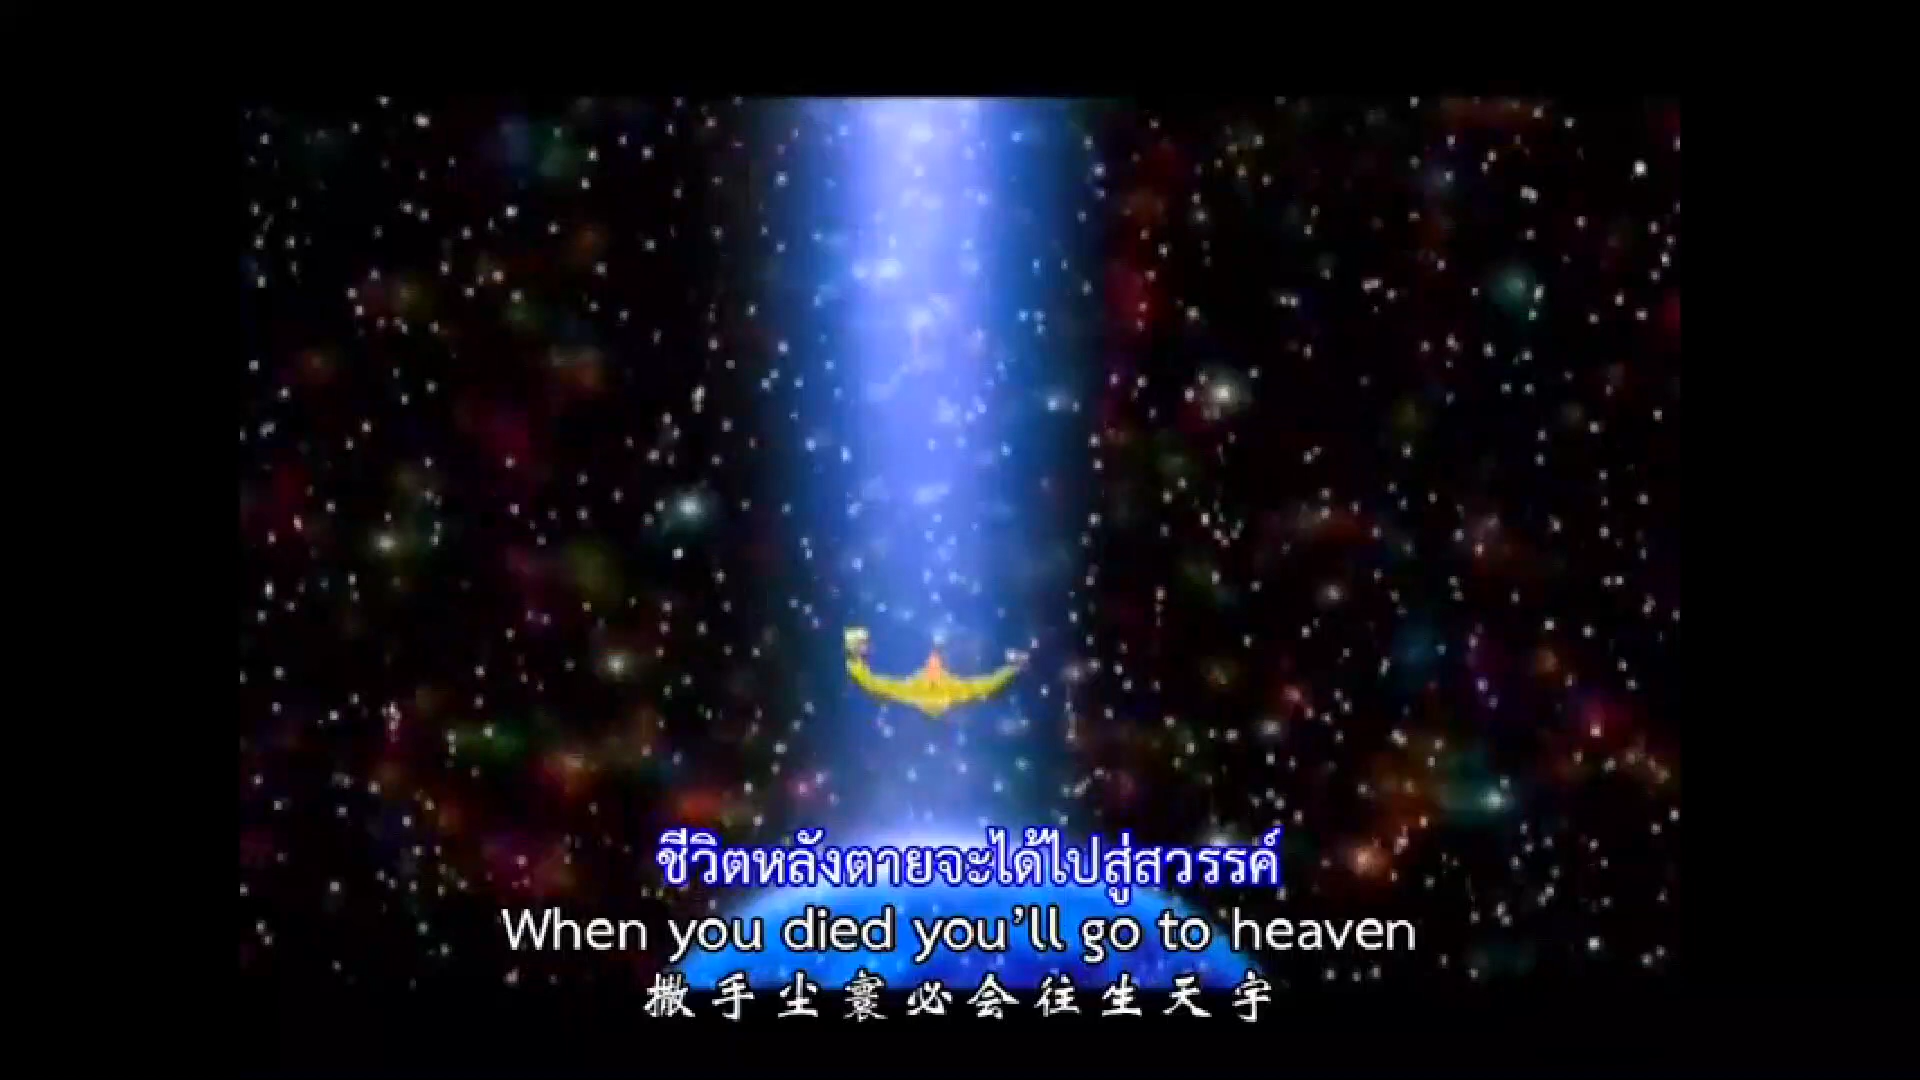 ชีวิตหลังตายจะได้ไปสู่สวรรค์
When you died you'll go to heaven
撒手尘寰必会往生天宇